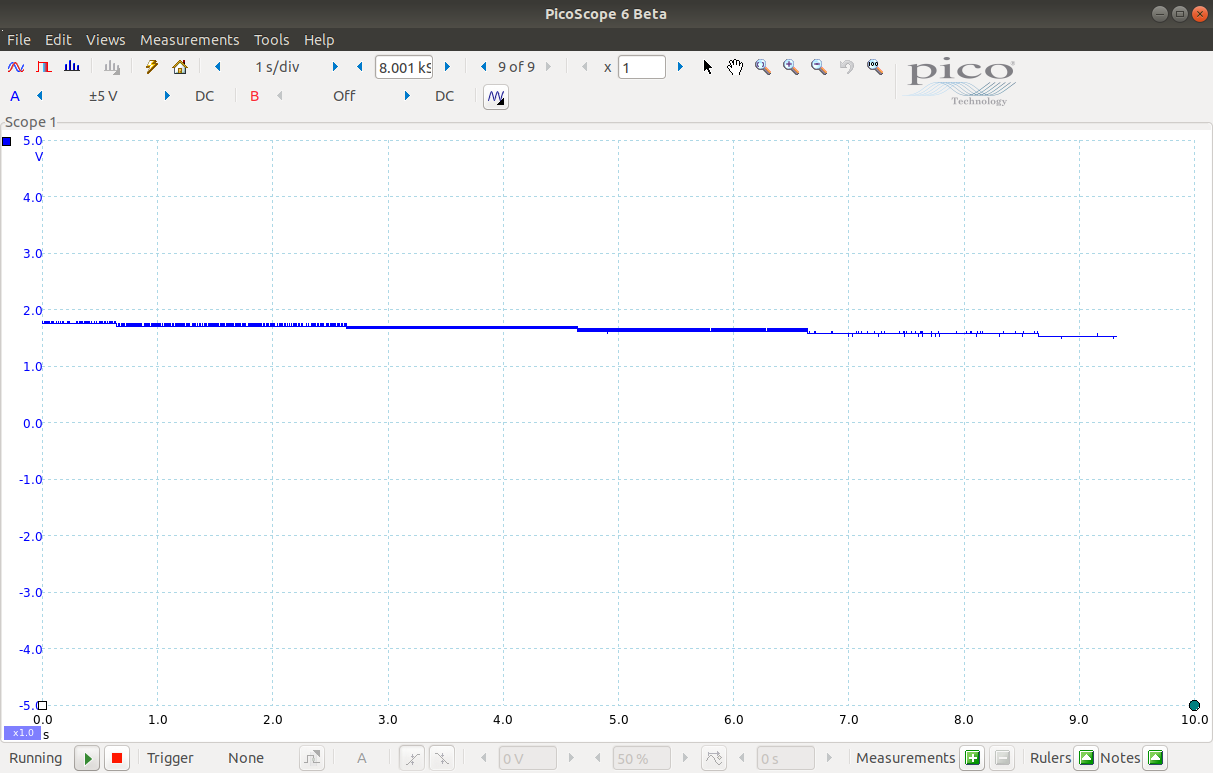 PicoScope 6 Beta
File Edit Views Measurements Tools Help
1 s/div 8.001 kS 9 of 9 x 1
pico
Technology
A ±5 V DC B Off DC
Scope 1
5.0
V
4.0
3.0
2.0
1.0
0.0
-1.0
-2.0
-3.0
-4.0
-5.0
0.0 1.0 2.0 3.0 4.0 5.0 6.0 7.0 8.0 9.0 10.0
x1.0 s
Running Trigger None A 0 V 50 % 0 s Measurements Rulers Notes